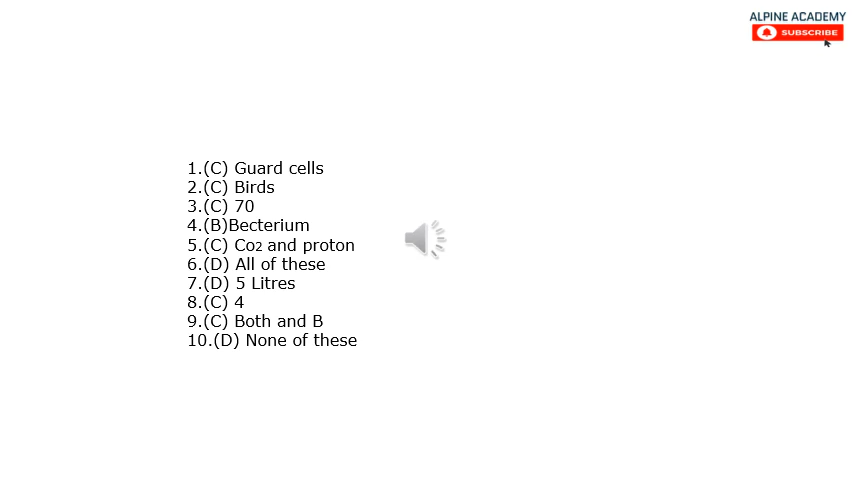 ALPINE ACADEMY
SUBSCRIBE
1.(C) Guard cells
2.(C) Birds
3.(C) 70
4.(B)Becterium
5.(C) Co2 and proton
6.(D) All of these
7.(D) 5 Litres
8.(C) 4
9.(C) Both and B
10.(D) None of these